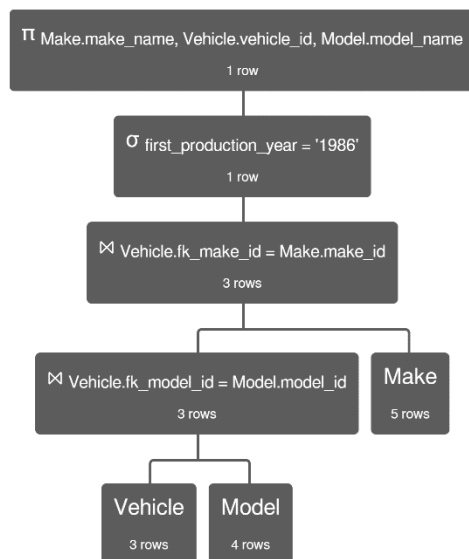 π Make.make_name, Vehicle.vehicle_id, Model.model_name
1 row
σ first_production_year = '1986'
1 row
⋈ Vehicle.fk_make_id = Make.make_id
3 rows
⋈ Vehicle.fk_model_id = Model.model_id
3 rows
Make
5 rows
Vehicle
3 rows
Model
4 rows